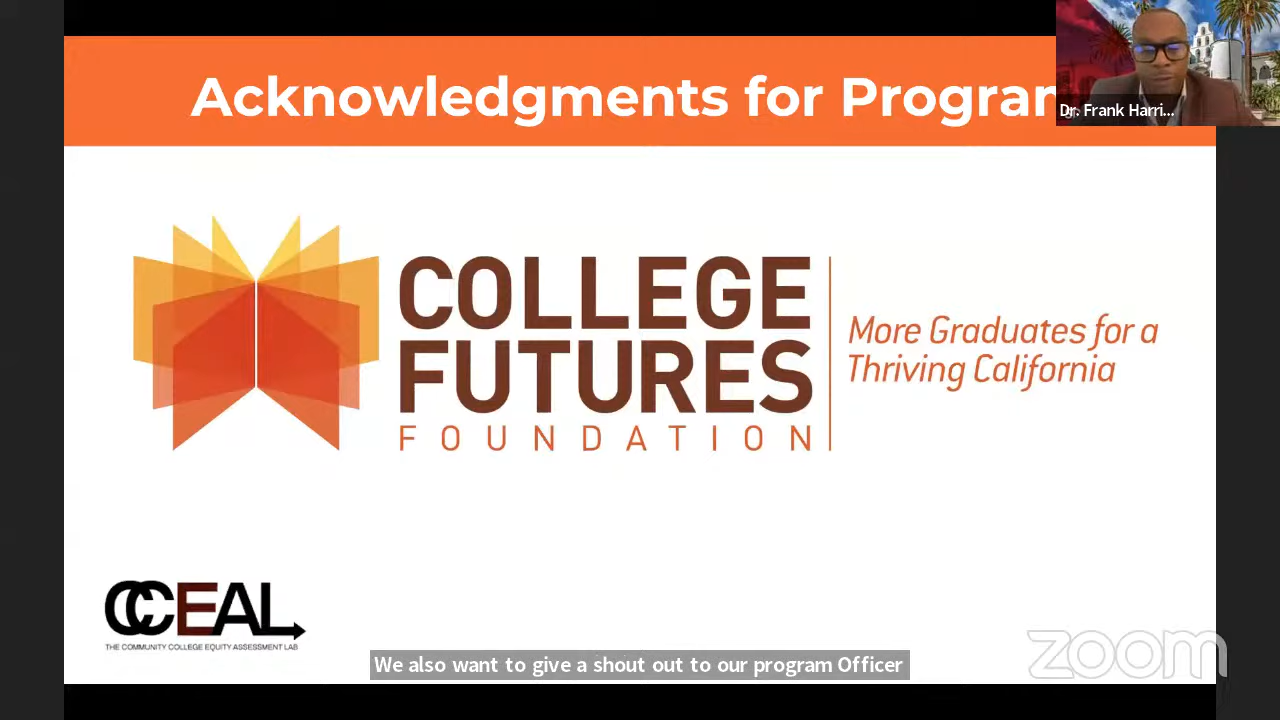 Acknowledgments for Progra
Dr. Frank Harri...
COLLEGE
FUTURES
FOUNDATION
More Graduates for a
Thriving California
CCEAL
THE COMMUNITY COLLEGE EQUITY ASSESSMENT LAB
We also want to give a shout out to our program Officer
zoom